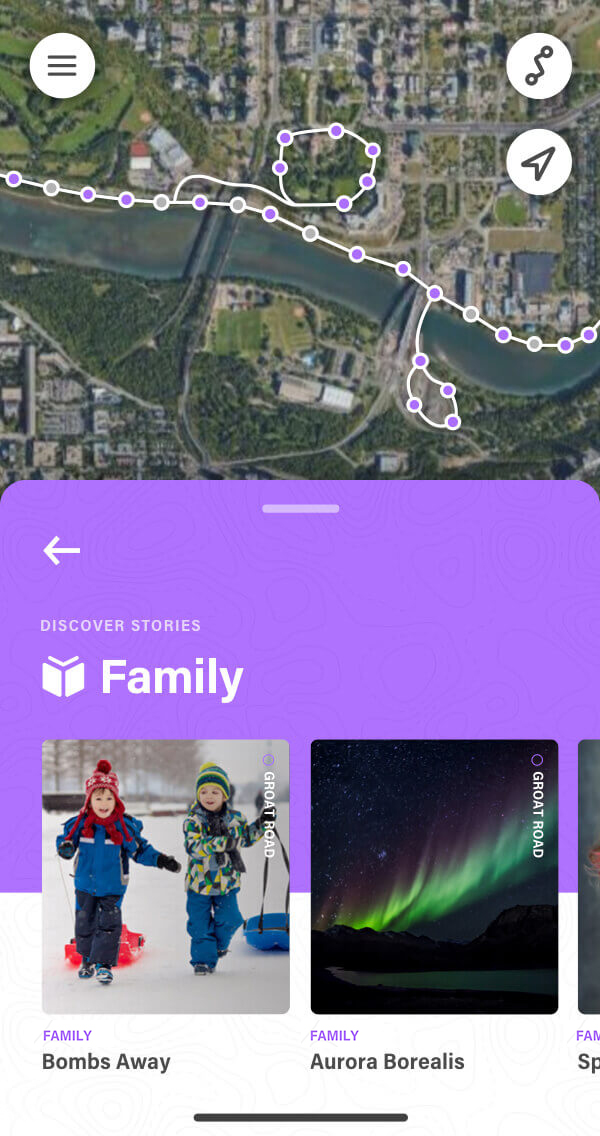 DISCOVER STORIES
Family
GROAT ROAD
GROAT ROAD
FAMILY
Bombs Away
FAMILY
Aurora Borealis
FAM
Sp